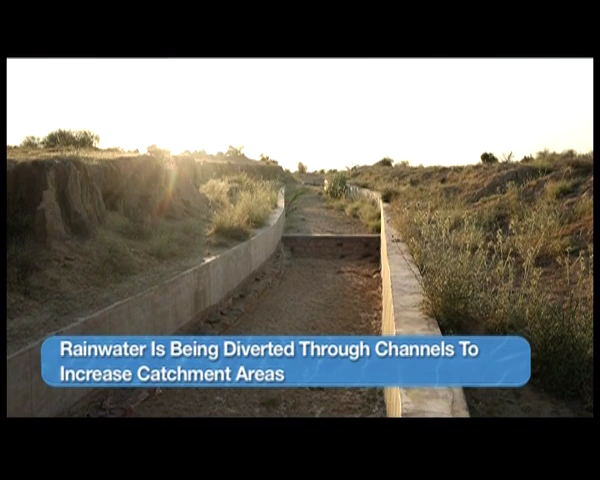 Rainwater Is Being Diverted Through Channels To
Increase Catchment Areas